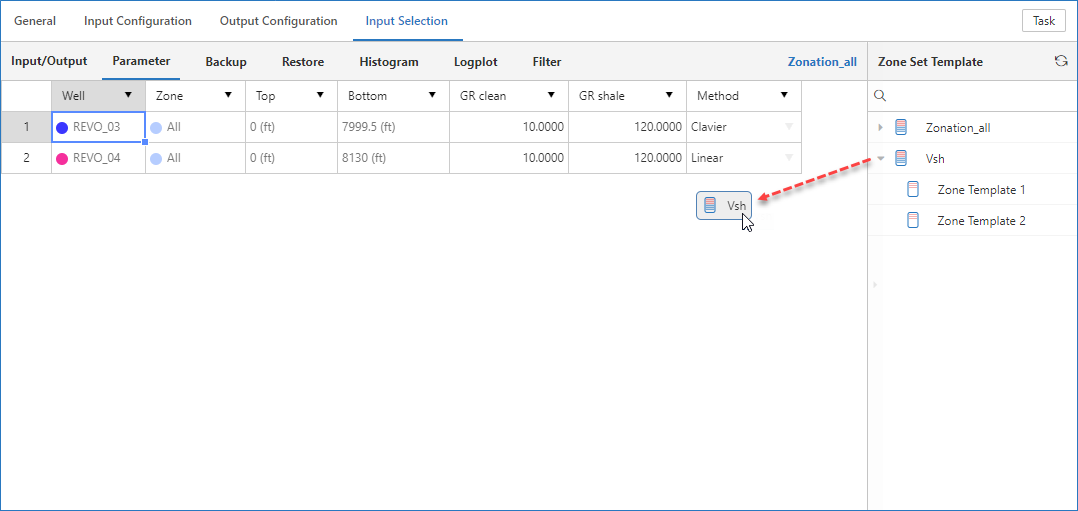 General Input Configuration Output Configuration Input Selection Task
Input/Output Parameter Backup Restore Histogram Logplot Filter Zonation_all Zone Set Template
Well Zone Top Bottom GR clean GR shale Method
1 REVO_03 All 0 (ft) 7999.5 (ft) 10.0000 120.0000 Clavier Zonation_all
2 REVO_04 All 0 (ft) 8130 (ft) 10.0000 120.0000 Linear Vsh
Zone Template 1
Vsh
Zone Template 2